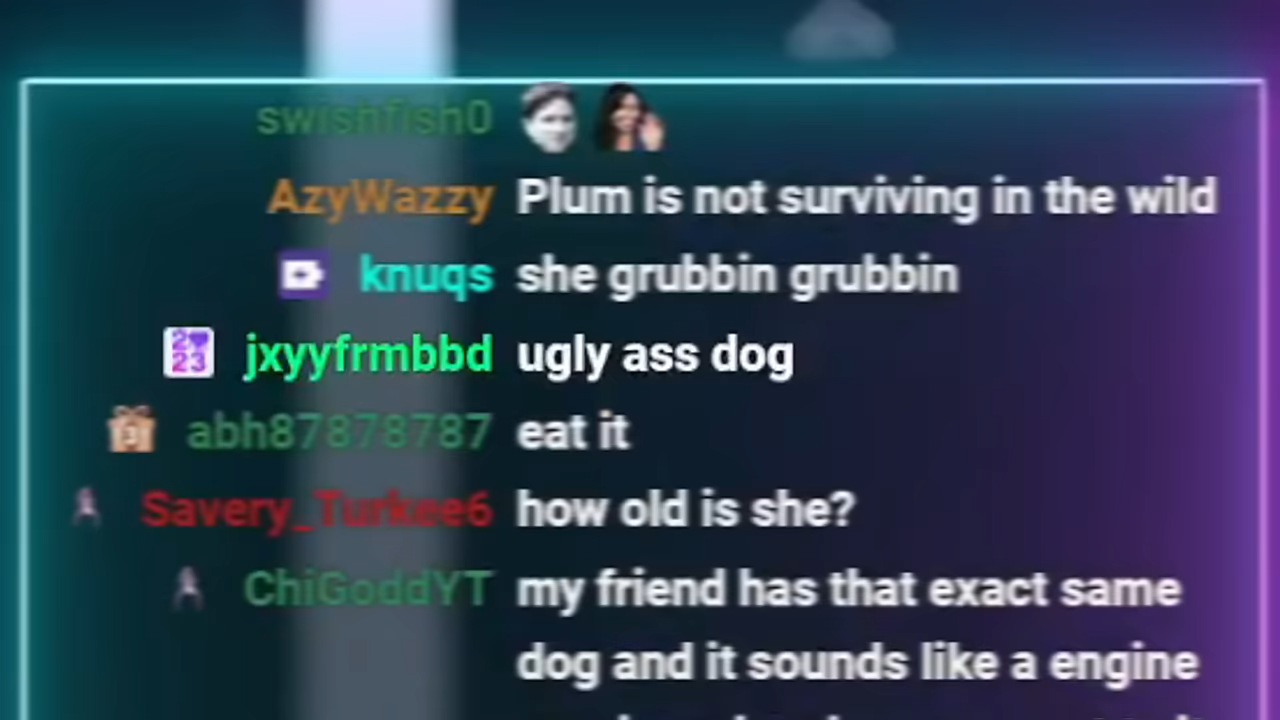 swishfish0
AzyWazzy Plum is not surviving in the wild
knuqs she grubbin grubbin
2 23 jxyyfrmbbd ugly ass dog
abh87878787 eat it
Savery_Turkee6 how old is she?
ChiGoddYT my friend has that exact same
dog and it sounds like a engine